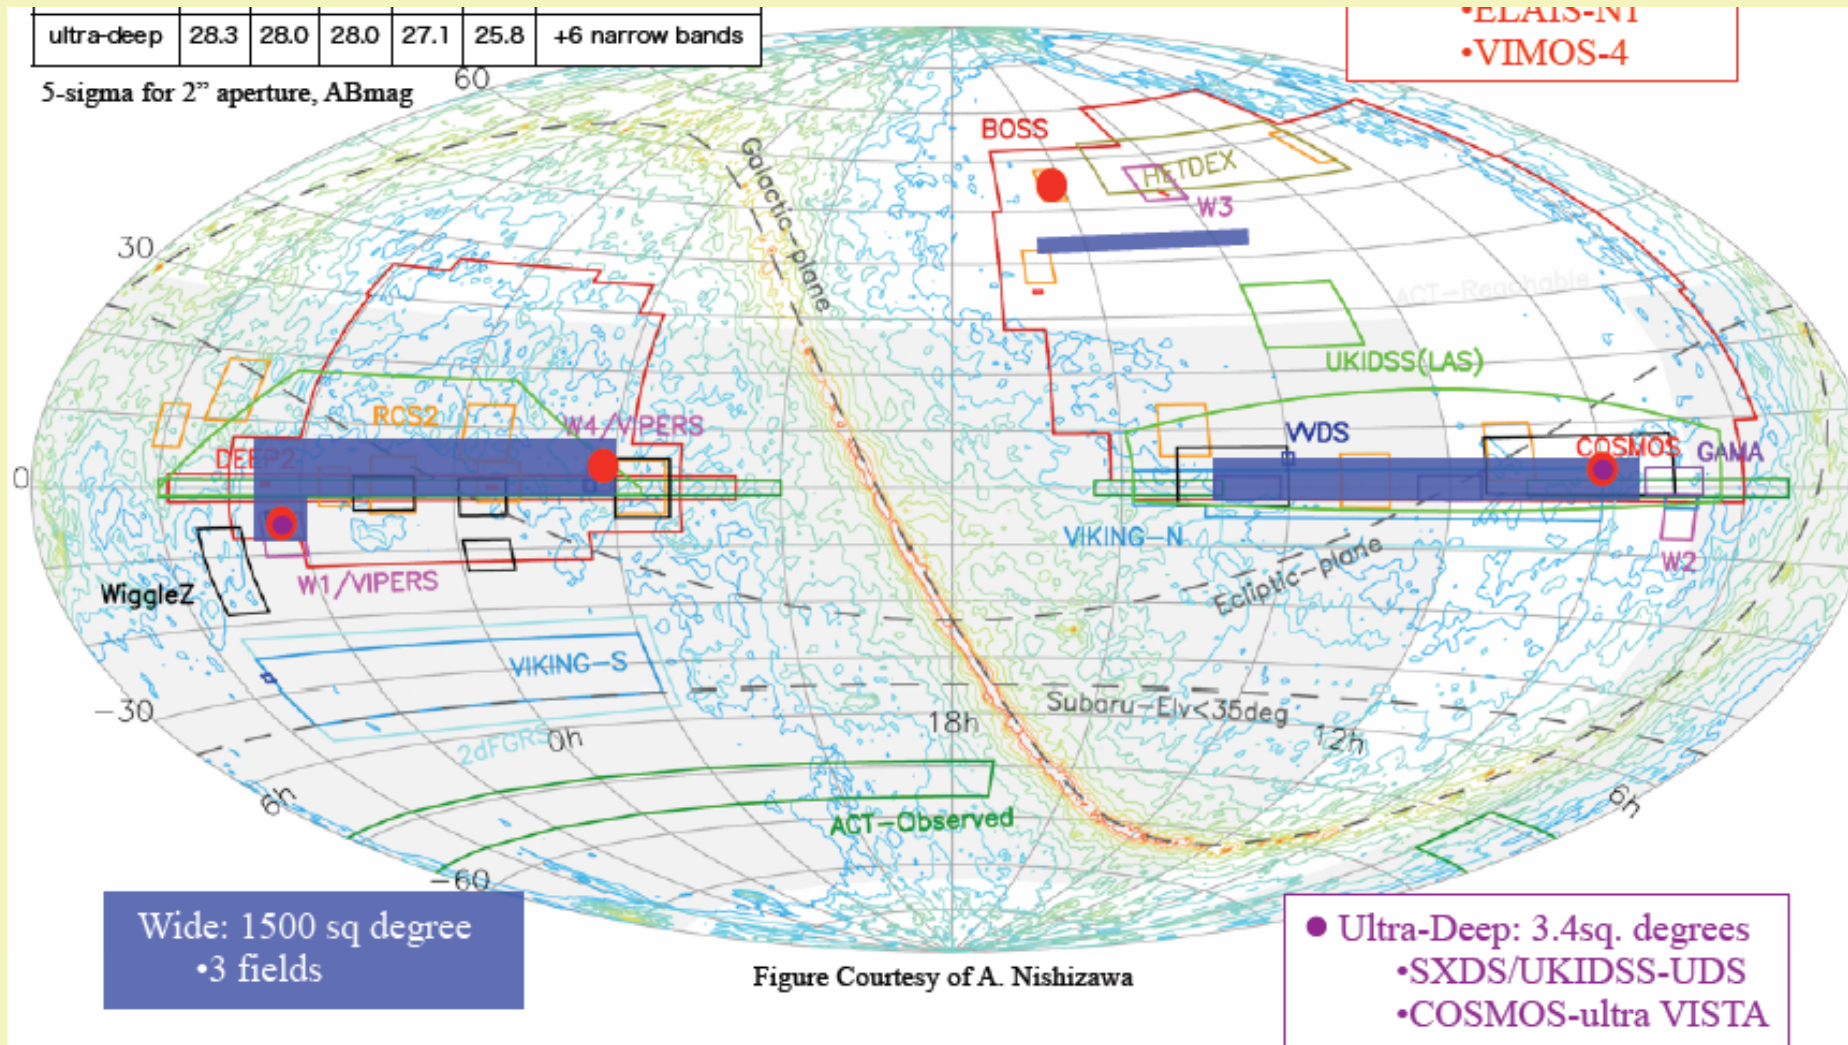 ultra-deep 28.3 28.0 28.0 27.1 25.8 +6 narrow bands
5-sigma for 2” aperture, ABmag
•ELAIS-N1
•VIMOS-4
60
Galactic-plane
BOSS
HETDEX
W3
30
ACT-Reachable
UKIDSS(LAS)
RCS2
W4/VIPERS
VVDS
COSMOS
GAMA
DEEP2
0
VIKING-N
W2
Ecliptic-plane
W1/VIPERS
WiggleZ
VIKING-S
-30
Subaru-Elv<35deg
18h
12h
0h
2dFGRS
6h
6h
ACT-Observed
-60
Wide: 1500 sq degree
•3 fields
Figure Courtesy of A. Nishizawa
● Ultra-Deep: 3.4sq. degrees
•SXDS/UKIDSS-UDS
•COSMOS-ultra VISTA